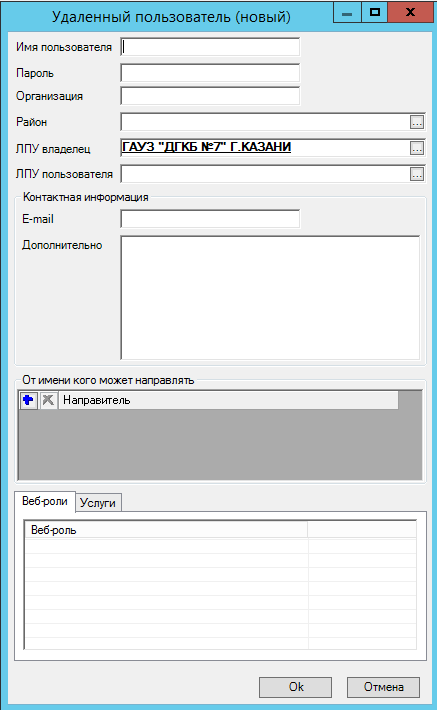 Удаленный пользователь (новый)
Имя пользователя
Пароль
Организация
Район
...
ЛПУ владелец
ГАУЗ "ДГКБ №7" Г.КАЗАНИ
...
ЛПУ пользователя
...
Контактная информация
E-mail
Дополнительно
От имени кого может направлять
Направитель
Веб-роли
Услуги
Веб-роль
Ok
Отмена